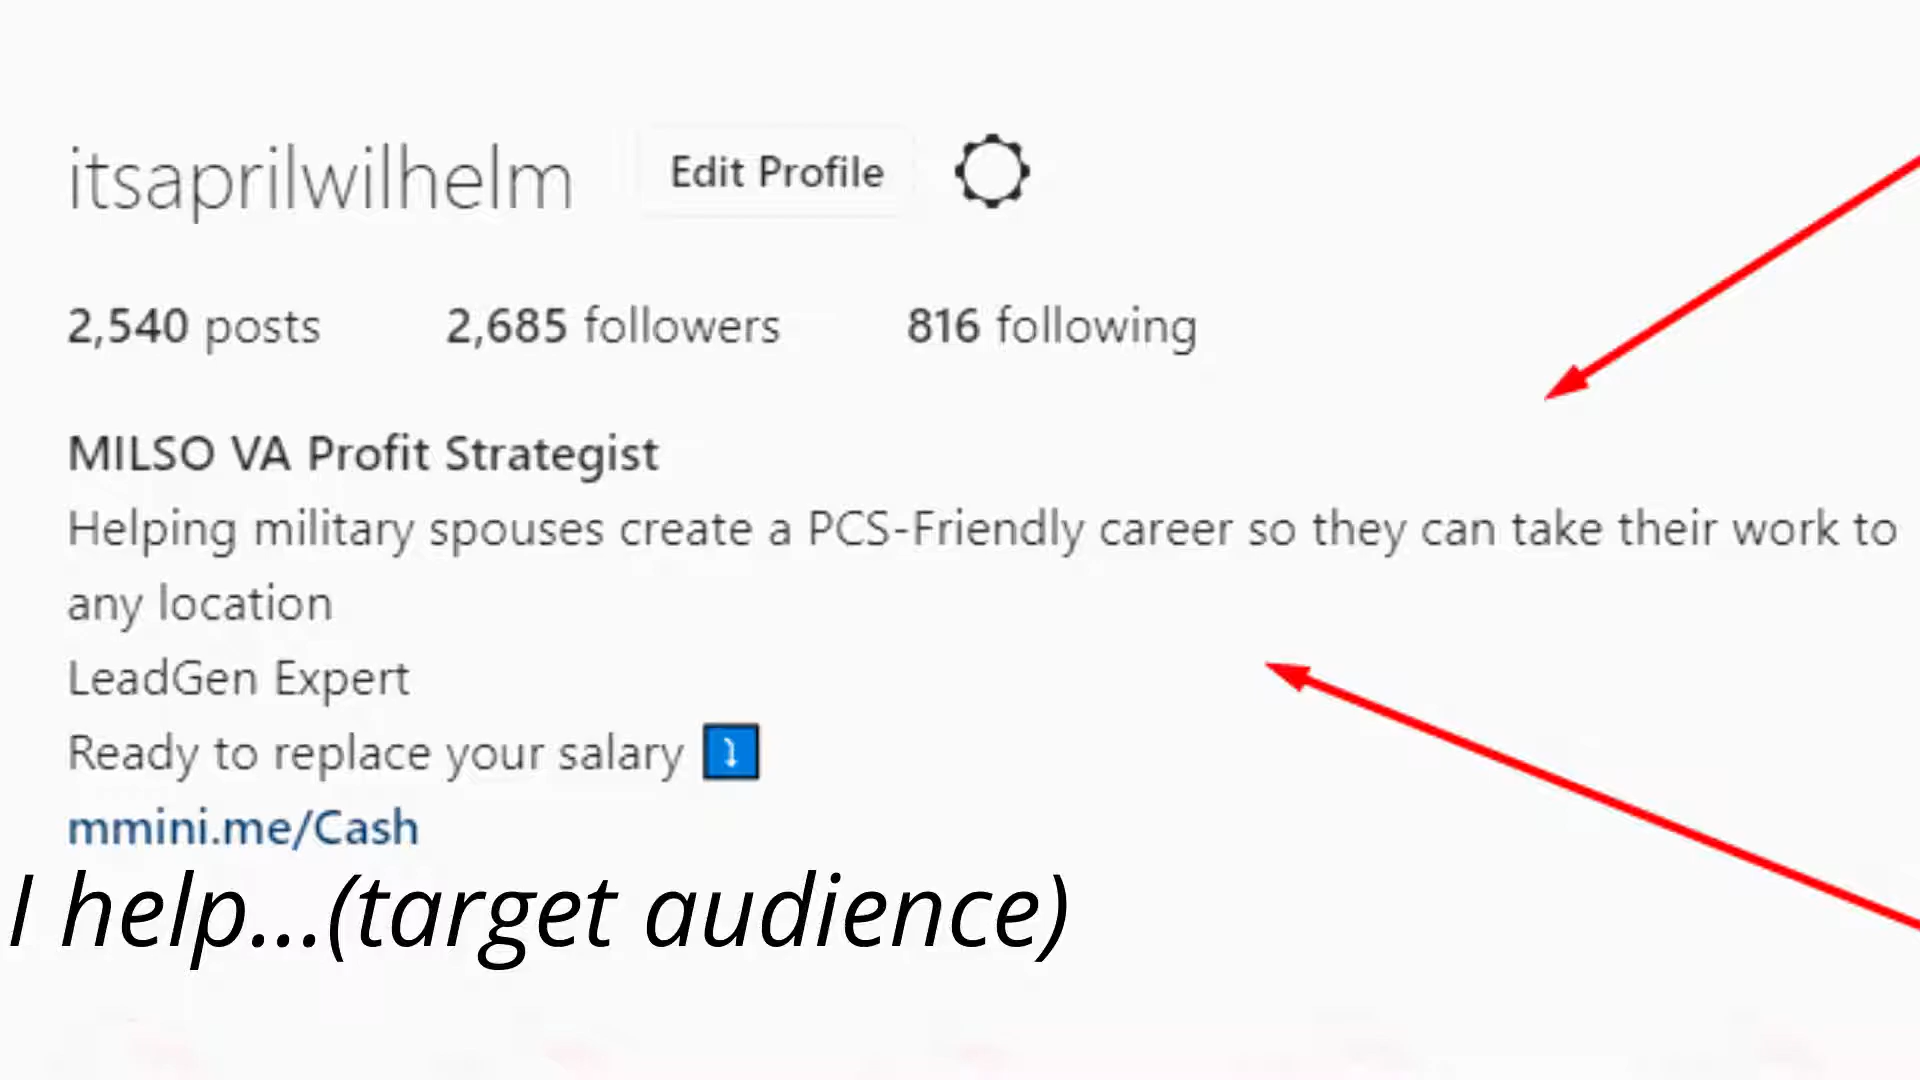 itsaprilwilhelm Edit Profile
2,540 posts 2,685 followers 816 following
MILSO VA Profit Strategist
Helping military spouses create a PCS-Friendly career so they can take their work to
any location
LeadGen Expert
Ready to replace your salary ⤵
mmini.me/Cash
I help...(target audience)